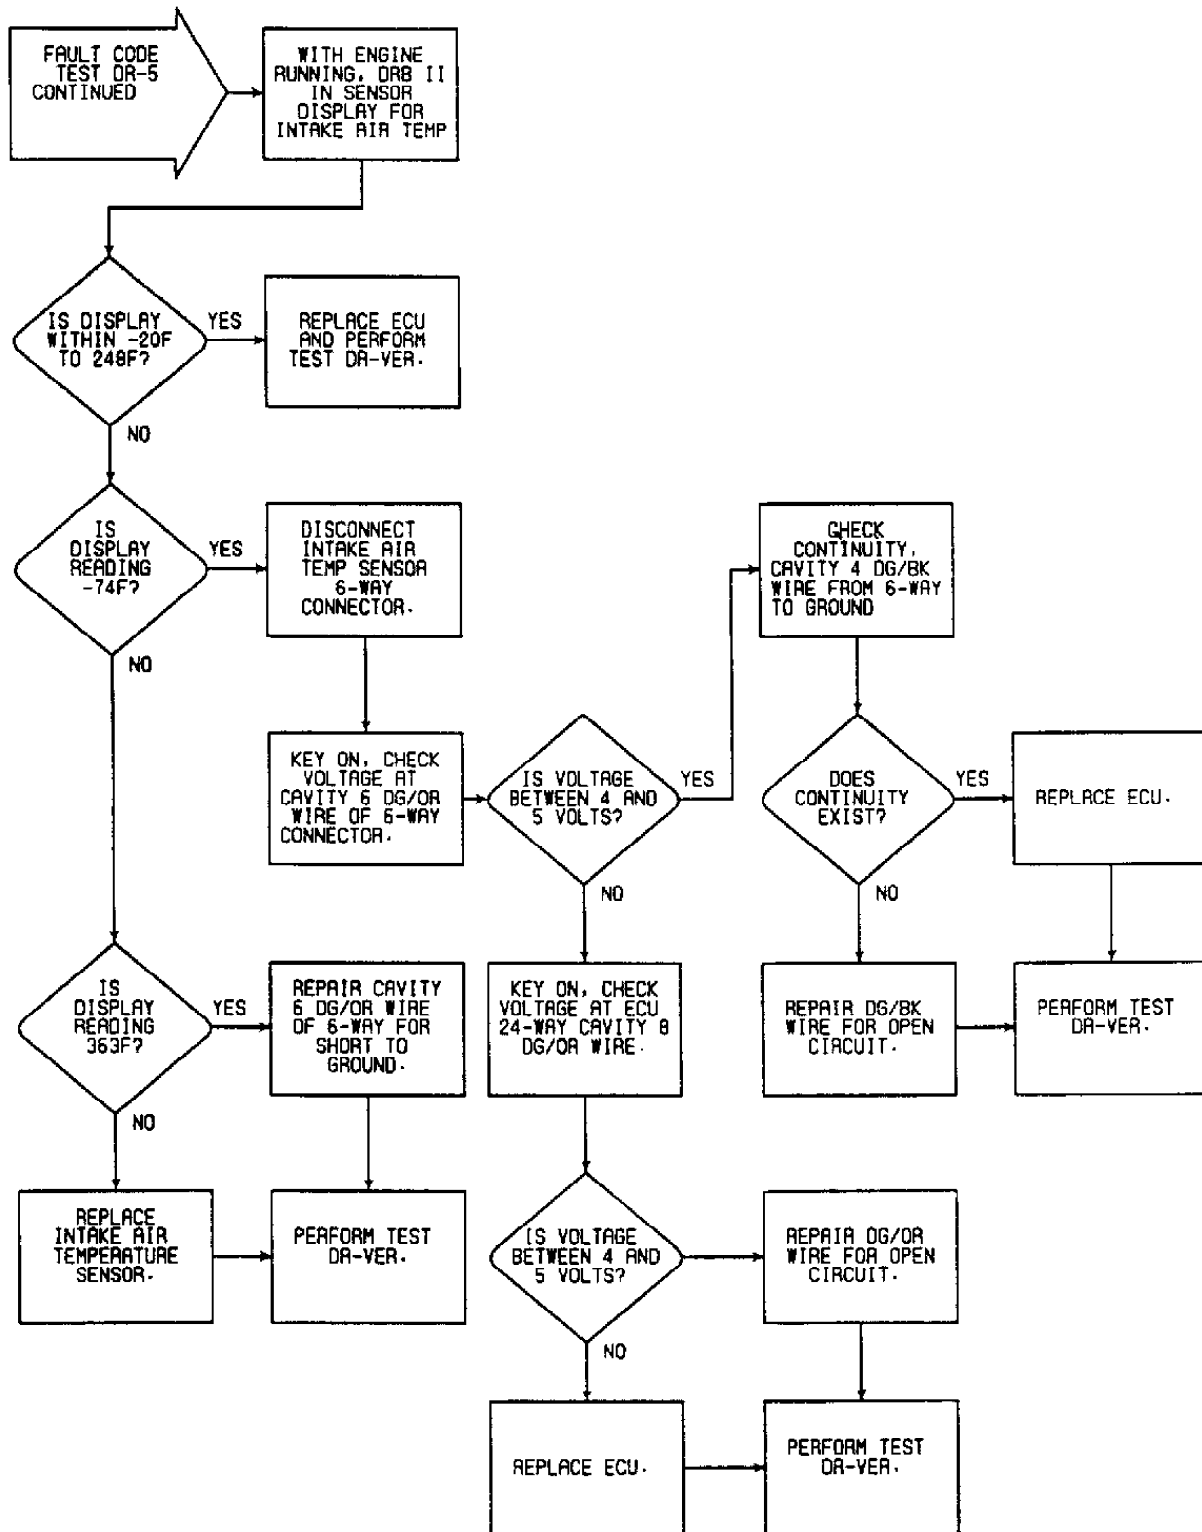 FAULT CODE
TEST DR-5
CONTINUED
WITH ENGINE
RUNNING, DRB II
IN SENSOR
DISPLAY FOR
INTAKE AIR TEMP
IS DISPLAY
WITHIN -20F
TO 248F?
YES
REPLACE ECU
AND PERFORM
TEST DR-VER.
NO
IS
DISPLAY
READING
-74F?
YES
DISCONNECT
INTAKE AIR
TEMP SENSOR
6-WAY
CONNECTOR.
CHECK
CONTINUITY,
CAVITY 4 DG/BK
WIRE FROM 6-WAY
TO GROUND
NO
KEY ON, CHECK
VOLTAGE AT
CAVITY 6 DG/OR
WIRE OF 6-WAY
CONNECTOR.
IS VOLTAGE
BETWEEN 4 AND
5 VOLTS?
YES
DOES
CONTINUITY
EXIST?
YES
REPLACE ECU.
NO
NO
IS
DISPLAY
READING
363F?
YES
REPAIR CAVITY
6 DG/OR WIRE
OF 6-WAY FOR
SHORT TO
GROUND.
KEY ON, CHECK
VOLTAGE AT ECU
24-WAY CAVITY 8
DG/OR WIRE.
REPAIR DG/BK
WIRE FOR OPEN
CIRCUIT.
PERFORM TEST
DR-VER.
NO
REPLACE
INTAKE AIR
TEMPERATURE
SENSOR.
PERFORM TEST
DR-VER.
IS VOLTAGE
BETWEEN 4 AND
5 VOLTS?
REPAIR DG/OR
WIRE FOR OPEN
CIRCUIT.
NO
REPLACE ECU.
PERFORM TEST
DR-VER.